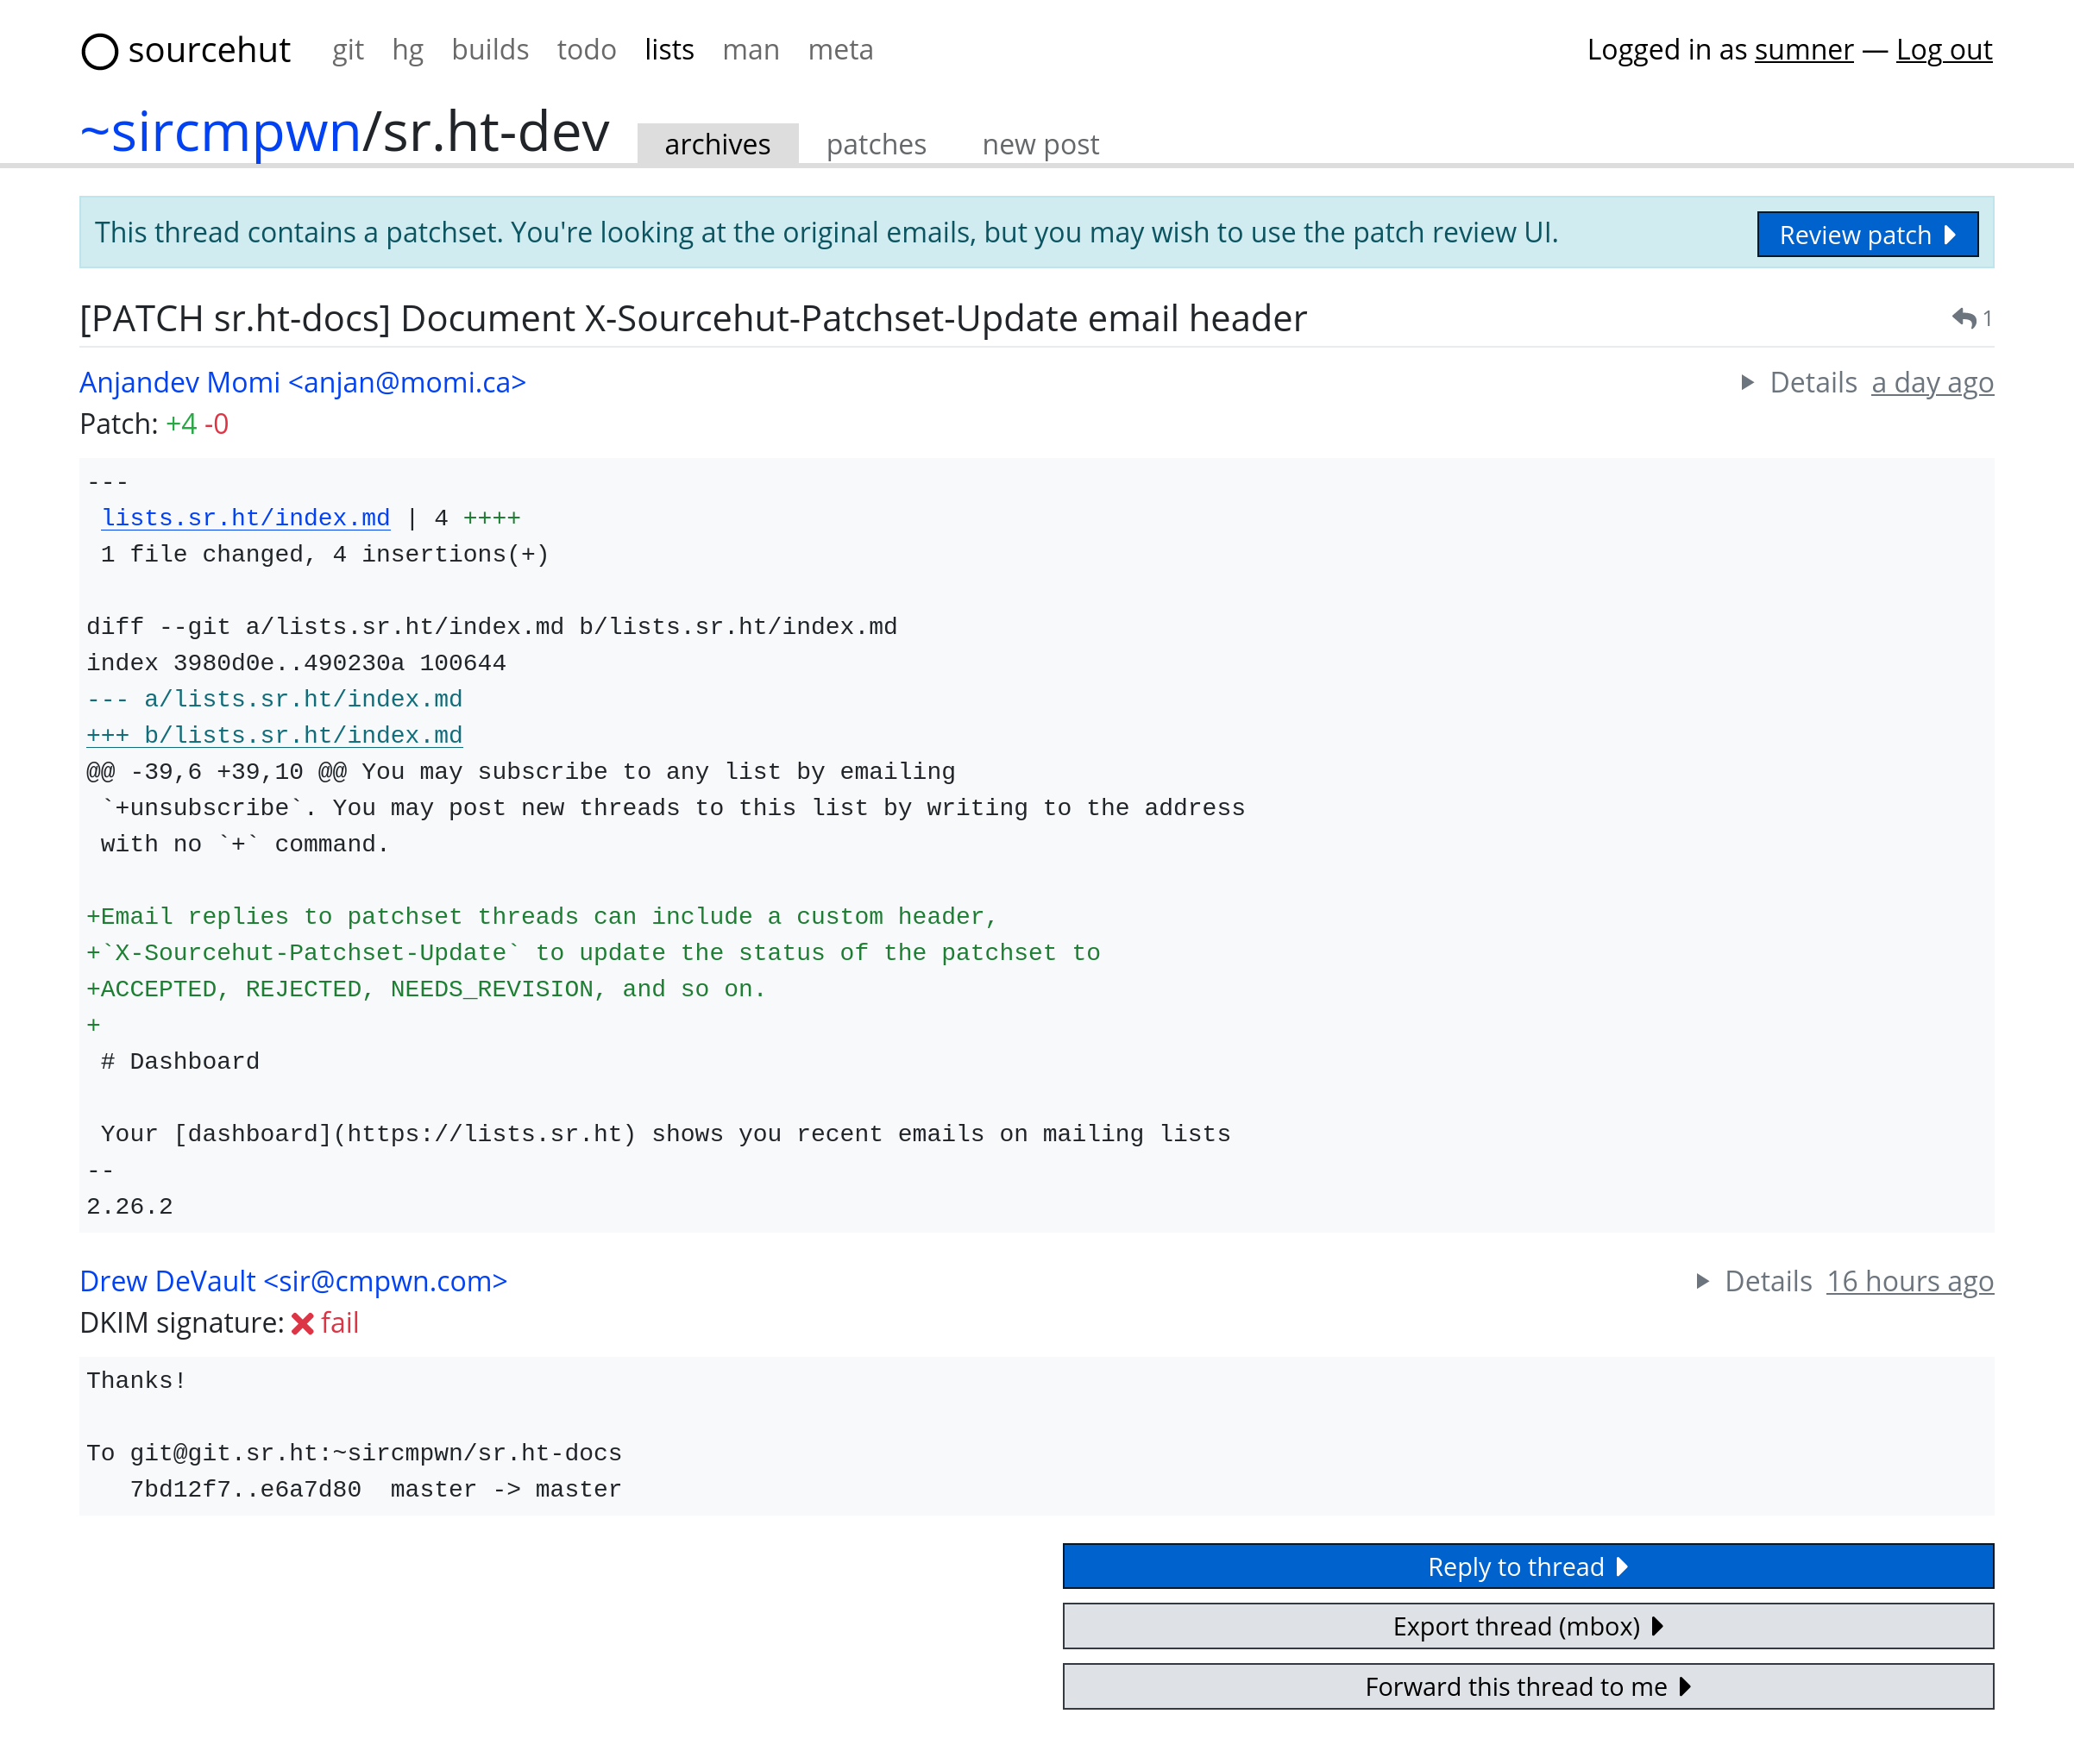 sourcehut git hg builds todo lists man meta Logged in as sumner — Log out
~sircmpwn/sr.ht-dev archives patches new post
This thread contains a patchset. You're looking at the original emails, but you may wish to use the patch review UI. Review patch
[PATCH sr.ht-docs] Document X-Sourcehut-Patchset-Update email header 1
Anjandev Momi <anjan@momi.ca> Details a day ago
Patch: +4 -0
---
 lists.sr.ht/index.md | 4 ++++
 1 file changed, 4 insertions(+)

diff --git a/lists.sr.ht/index.md b/lists.sr.ht/index.md
index 3980d0e..490230a 100644
--- a/lists.sr.ht/index.md
+++ b/lists.sr.ht/index.md
@@ -39,6 +39,10 @@ You may subscribe to any list by emailing
 `+unsubscribe`. You may post new threads to this list by writing to the address
 with no `+` command.

+Email replies to patchset threads can include a custom header,
+`X-Sourcehut-Patchset-Update` to update the status of the patchset to
+ACCEPTED, REJECTED, NEEDS_REVISION, and so on.
+
 # Dashboard

 Your [dashboard](https://lists.sr.ht) shows you recent emails on mailing lists
--
2.26.2
Drew DeVault <sir@cmpwn.com> Details 16 hours ago
DKIM signature: fail
Thanks!

To git@git.sr.ht:~sircmpwn/sr.ht-docs
   7bd12f7..e6a7d80  master -> master
Reply to thread
Export thread (mbox)
Forward this thread to me